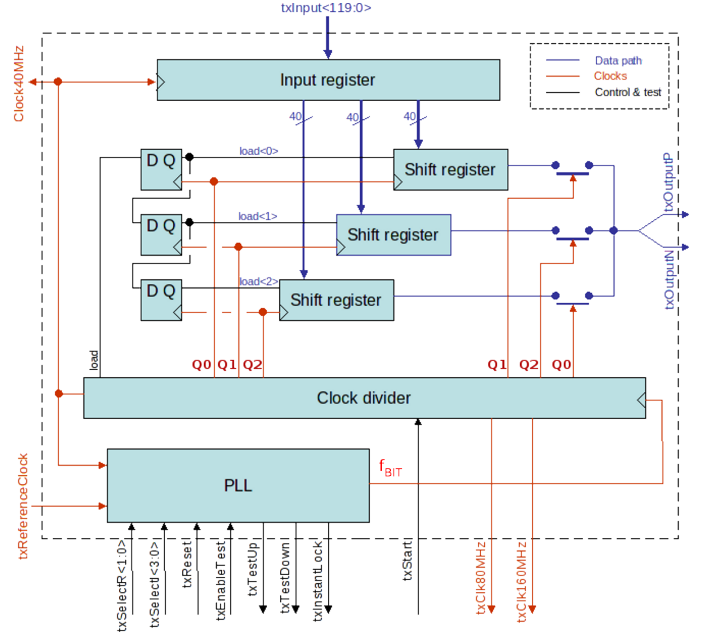 txInput<119:0>
Clock40MHz
Input register
Data path
Clocks
Control & test
40
40
40
D Q
load<0>
Shift register
txOutputP
D Q
load<1>
Shift register
txOutputN
D Q
load<2>
Shift register
load
Q0
Q1
Q2
Q1
Q2
Q0
Clock divider
txReferenceClock
PLL
fBIT
txSelectR<1:0>
txSelectI<3:0>
txReset
txEnableTest
txTestUp
txTestDown
txInstantLock
txStart
txClk80MHz
txClk160MHz